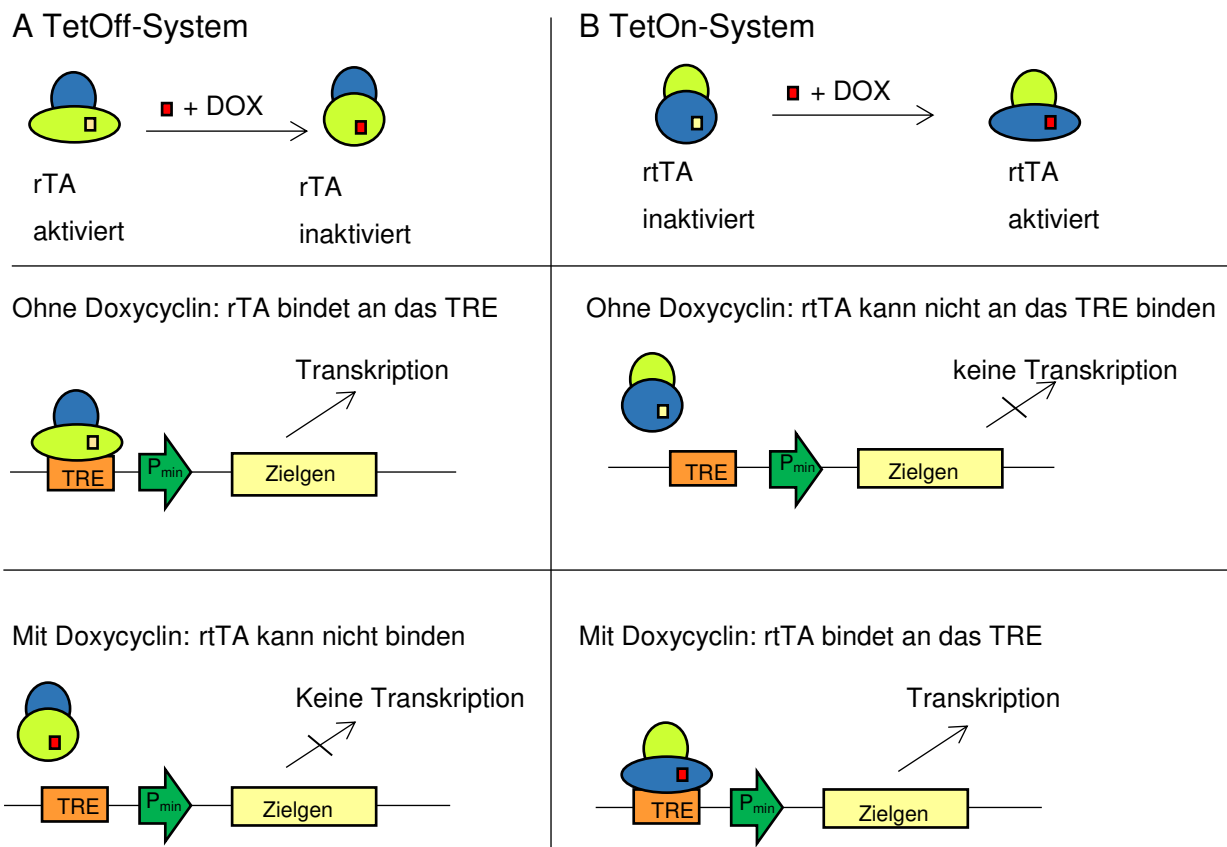 A TetOff-System
+ DOX
rTA
aktiviert
rTA
inaktiviert
B TetOn-System
+ DOX
rtTA
inaktiviert
rtTA
aktiviert
Ohne Doxycyclin: rTA bindet an das TRE
Transkription
TRE
Pmin
Zielgen
Ohne Doxycyclin: rtTA kann nicht an das TRE binden
keine Transkription
TRE
Pmin
Zielgen
Mit Doxycyclin: rtTA kann nicht binden
Keine Transkription
TRE
Pmin
Zielgen
Mit Doxycyclin: rtTA bindet an das TRE
Transkription
TRE
Pmin
Zielgen